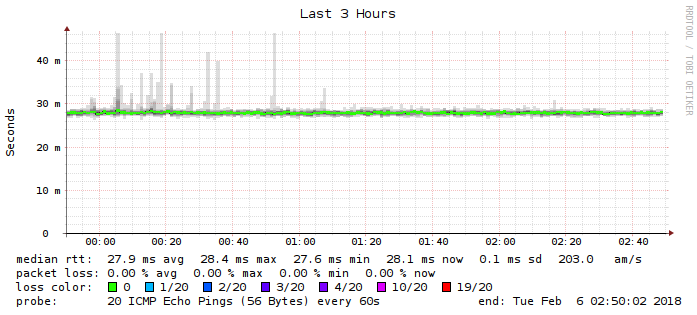 Last 3 Hours
RRDTOOL / TOBI OETIKER
Seconds
40 m
30 m
20 m
10 m
0
00:00 00:20 00:40 01:00 01:20 01:40 02:00 02:20 02:40
median rtt: 27.9 ms avg 28.4 ms max 27.6 ms min 28.1 ms now 0.1 ms sd 203.0 am/s
packet loss: 0.00 % avg 0.00 % max 0.00 % min 0.00 % now
loss color: 0 1/20 2/20 3/20 4/20 10/20 19/20
probe: 20 ICMP Echo Pings (56 Bytes) every 60s end: Tue Feb 6 02:50:02 2018